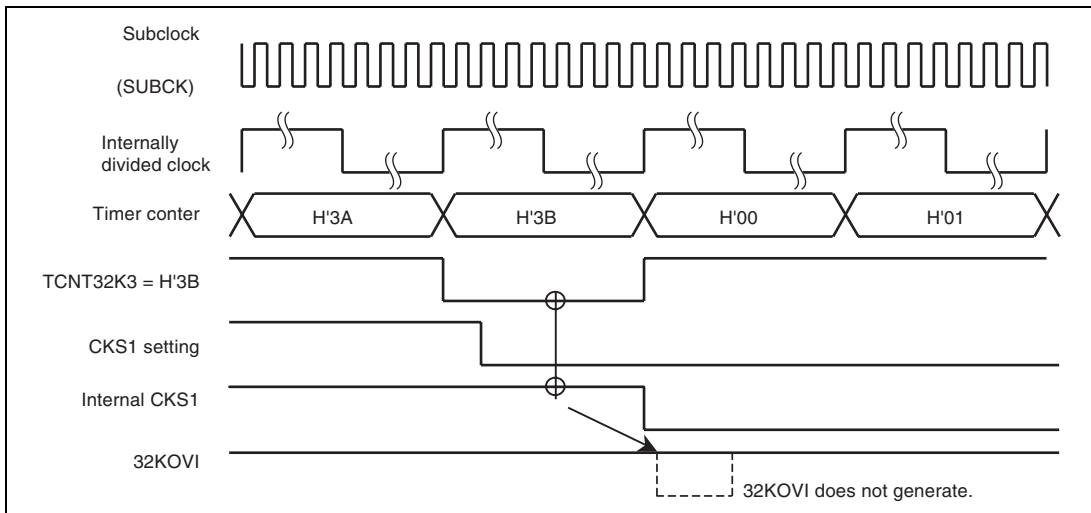 Subclock
(SUBCK)
Internally
divided clock
Timer conter
H'3A
H'3B
H'00
H'01
TCNT32K3 = H'3B
CKS1 setting
Internal CKS1
32KOVI
32KOVI does not generate.